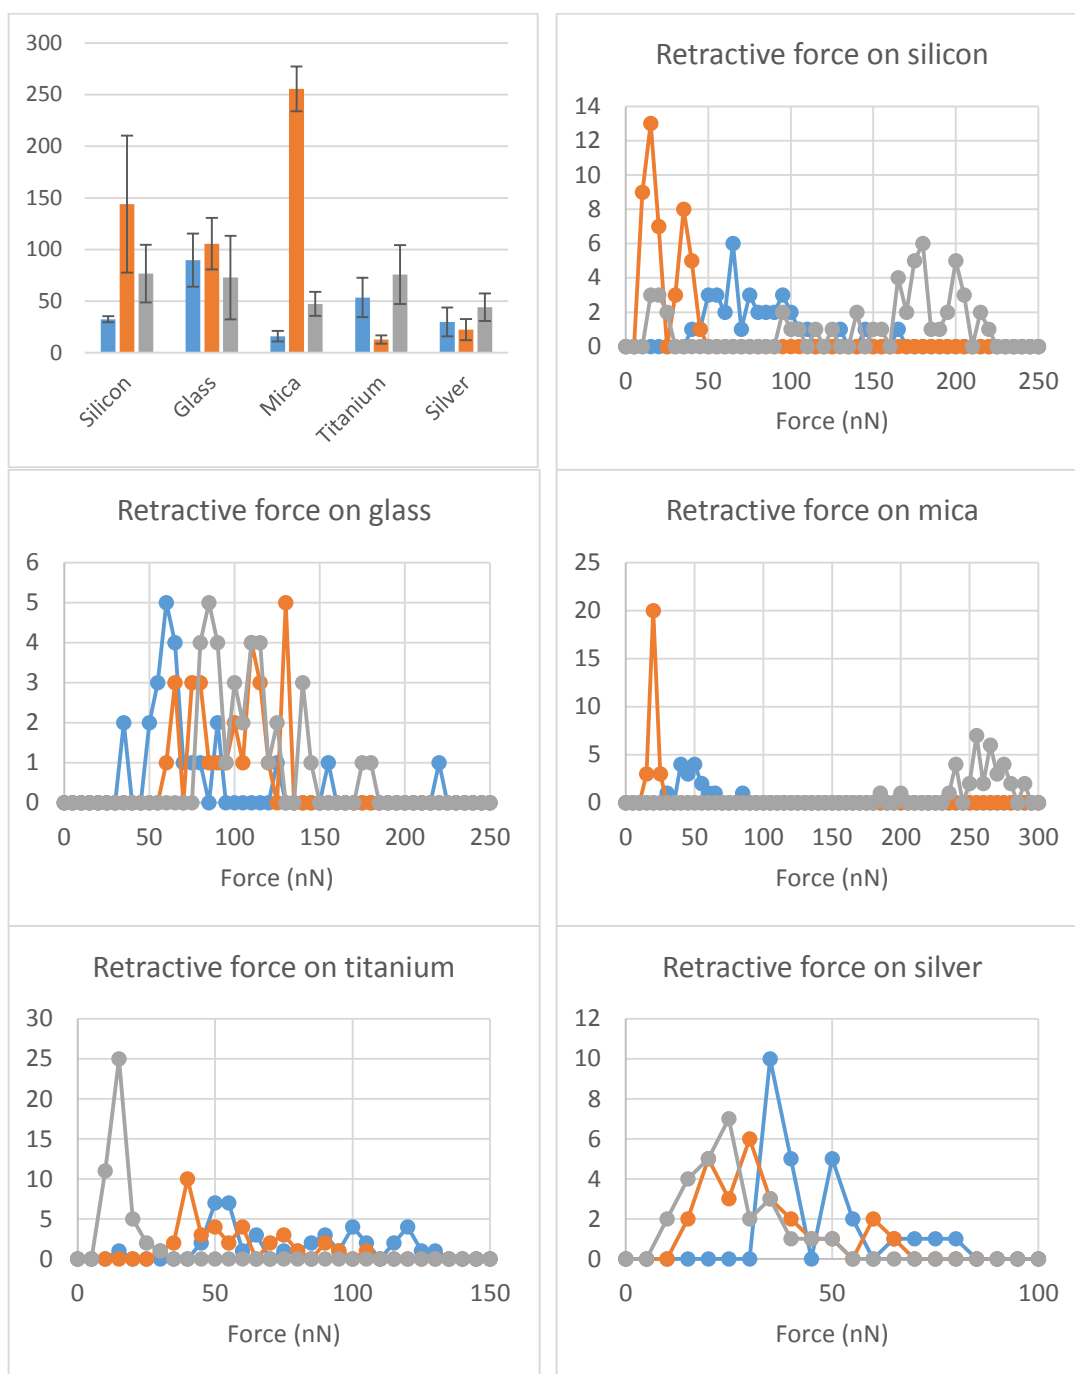 300
250
200
150
100
50
0
Silicon
Glass
Mica
Titanium
Silver
Retractive force on silicon
14
12
10
8
6
4
2
0
0 50 100 150 200 250
Force (nN)
Retractive force on glass
6
5
4
3
2
1
0
0 50 100 150 200 250
Force (nN)
Retractive force on mica
25
20
15
10
5
0
0 50 100 150 200 250 300
Force (nN)
Retractive force on titanium
30
25
20
15
10
5
0
0 50 100 150
Force (nN)
Retractive force on silver
12
10
8
6
4
2
0
0 50 100
Force (nN)